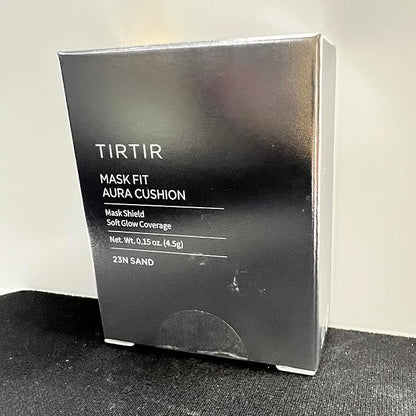 TIRTIR
MASK FIT
AURA CUSHION
Mask Shield
Soft Glow Coverage
Net. Wt. 0.15 oz. (4.5g)
23N SAND